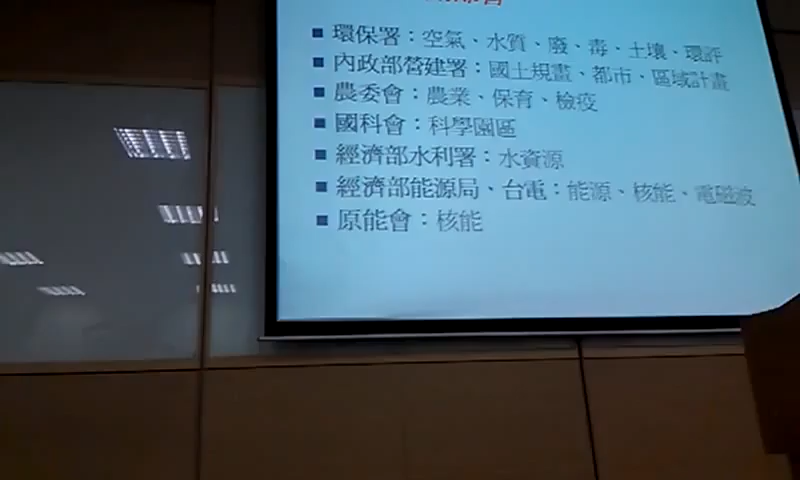 環保署：空氣、水質、廢、毒、土壤、環評
內政部營建署：國土規畫、都市、區域計畫
農委會：農業、保育、檢疫
國科會：科學園區
經濟部水利署：水資源
經濟部能源局、台電：能源、核能、電磁波
原能會：核能